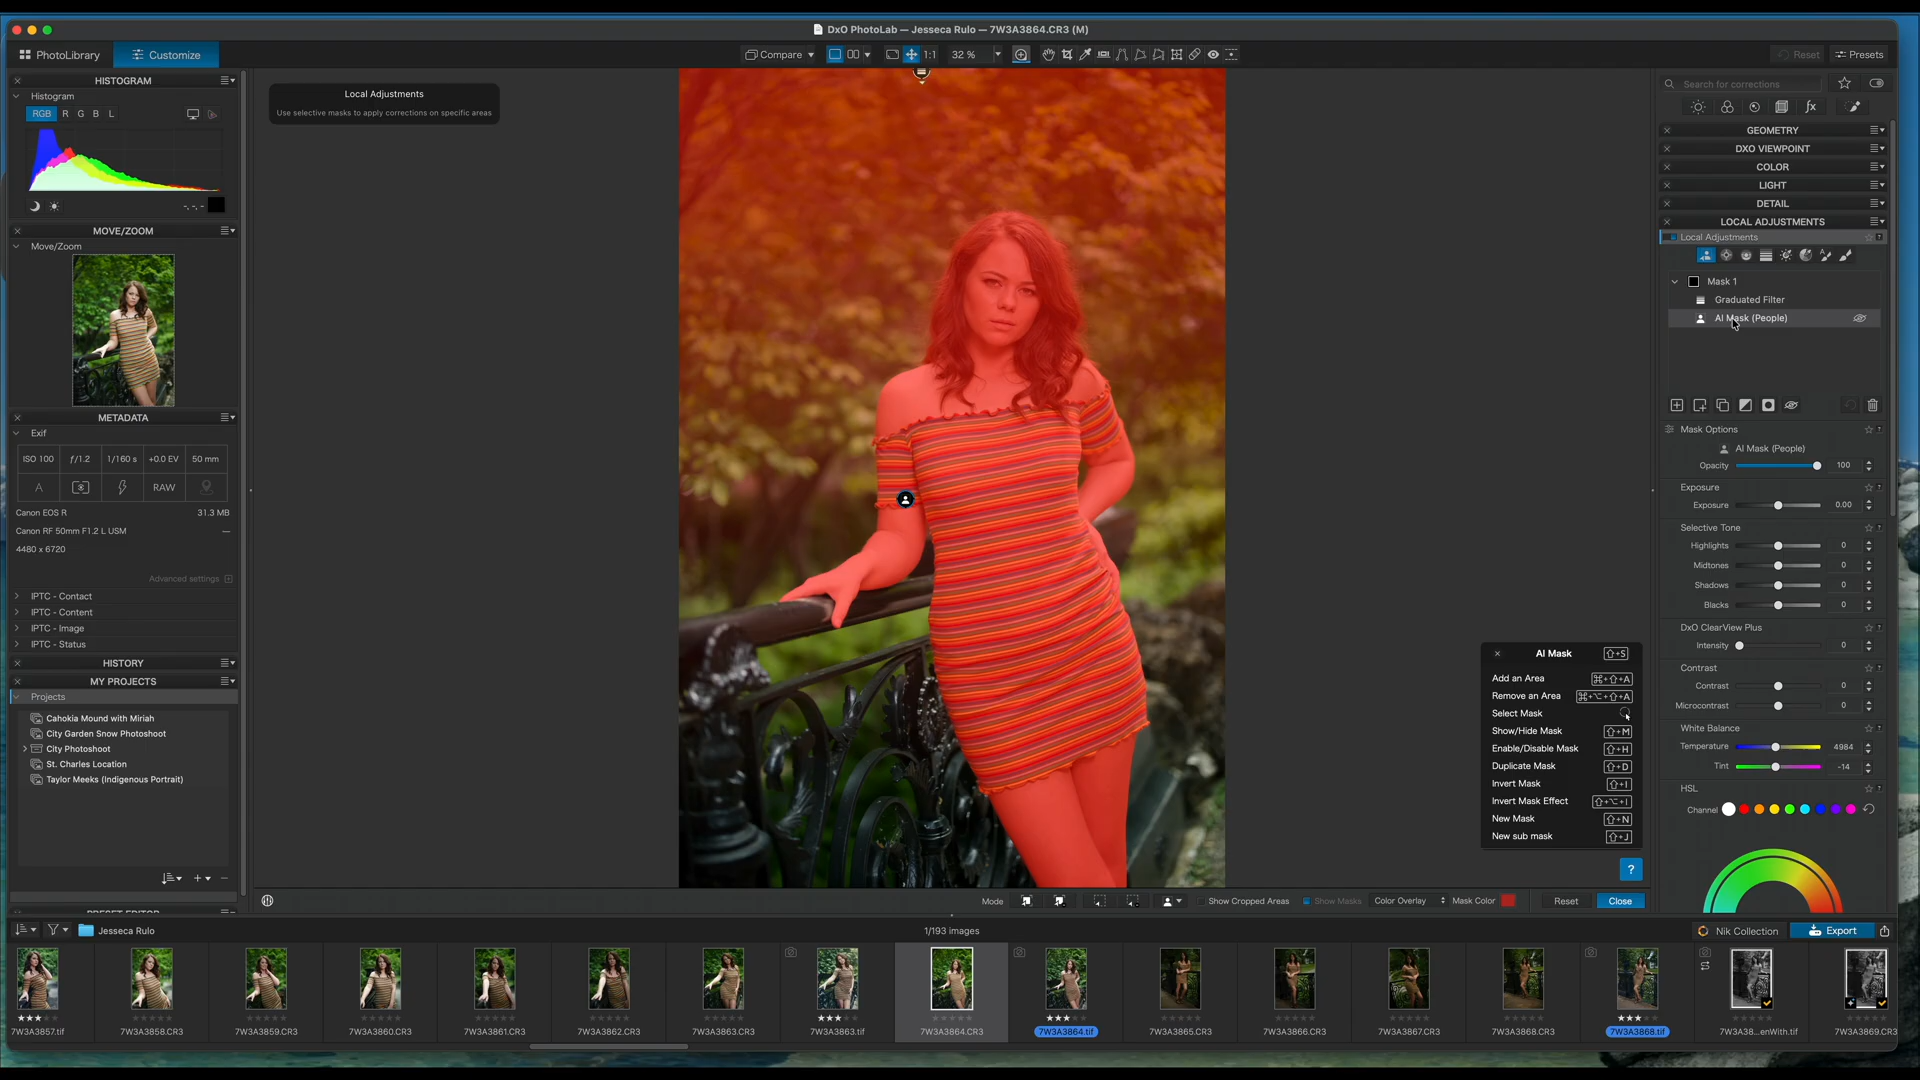 DxO PhotoLab — Jesseca Rulo — 7W3A3864.CR3 (M)
PhotoLibrary
Customize
Compare
1:1
32 %
Reset
Presets
HISTOGRAM
Histogram
RGB R G B L
-, -, -
MOVE/ZOOM
Move/Zoom
METADATA
Exif
ISO 100 ƒ/1.2 1/160 s +0.0 EV 50 mm
A RAW
Canon EOS R 31.3 MB
Canon RF 50mm F1.2 L USM —
4480 x 6720
Advanced settings
IPTC - Contact
IPTC - Content
IPTC - Image
IPTC - Status
HISTORY
MY PROJECTS
Projects
Cahokia Mound with Miriah
City Garden Snow Photoshoot
City Photoshoot
St. Charles Location
Taylor Meeks (Indigenous Portrait)
PRESET EDITOR
Local Adjustments
Use selective masks to apply corrections on specific areas
AI Mask ⇧+S
Add an Area ⌘+⇧+A
Remove an Area ⌘+⌥+⇧+A
Select Mask
Show/Hide Mask ⇧+M
Enable/Disable Mask ⇧+H
Duplicate Mask ⇧+D
Invert Mask ⇧+I
Invert Mask Effect ⇧+⌥+I
New Mask ⇧+N
New sub mask ⇧+J
?
Mode
Show Cropped Areas
Show Masks
Color Overlay
Mask Color
Reset
Close
Search for corrections
GEOMETRY
DXO VIEWPOINT
COLOR
LIGHT
DETAIL
LOCAL ADJUSTMENTS
Local Adjustments
Mask 1
Graduated Filter
AI Mask (People)
Mask Options
AI Mask (People)
Opacity 100
Exposure
Exposure 0.00
Selective Tone
Highlights 0
Midtones 0
Shadows 0
Blacks 0
DxO ClearView Plus
Intensity 0
Contrast
Contrast 0
Microcontrast 0
White Balance
Temperature 4984
Tint -14
HSL
Channel
Jesseca Rulo
1/193 images
Nik Collection
Export
7W3A3857.tif
7W3A3858.CR3
7W3A3859.CR3
7W3A3860.CR3
7W3A3861.CR3
7W3A3862.CR3
7W3A3863.CR3
7W3A3863.tif
7W3A3864.CR3
7W3A3864.tif
7W3A3865.CR3
7W3A3866.CR3
7W3A3867.CR3
7W3A3868.CR3
7W3A3868.tif
7W3A38...enWith.tif
7W3A3869.CR3